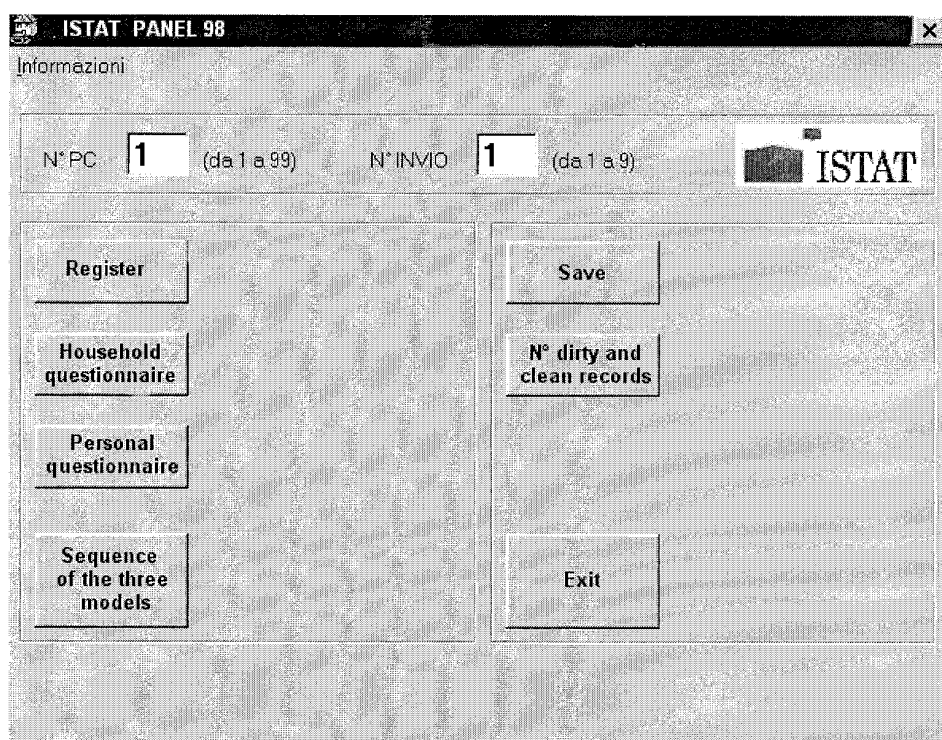 ISTAT PANEL 98
Informazioni
N° PC 1 (da 1 a 99) N° INVIO 1 (da 1 a 9)
ISTAT
Register
Save
Household
questionnaire
N° dirty and
clean records
Personal
questionnaire
Sequence
of the three
models
Exit